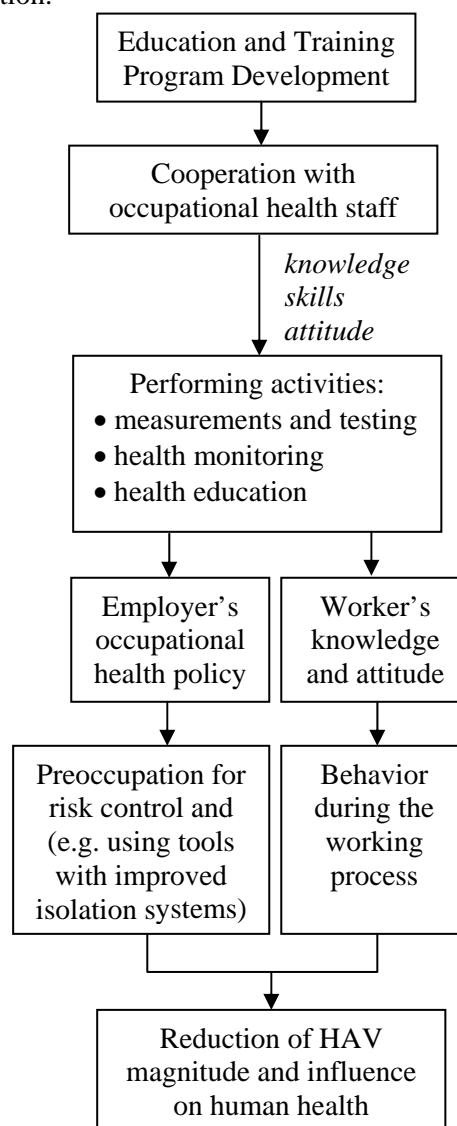 tion.
Education and Training
Program Development
Cooperation with
occupational health staff
knowledge
skills
attitude
Performing activities:
• measurements and testing
• health monitoring
• health education
Employer's
occupational
health policy
Worker's
knowledge
and attitude
Preoccupation for
risk control and
(e.g. using tools
with improved
isolation systems)
Behavior
during the
working
process
Reduction of HAV
magnitude and influence
on human health